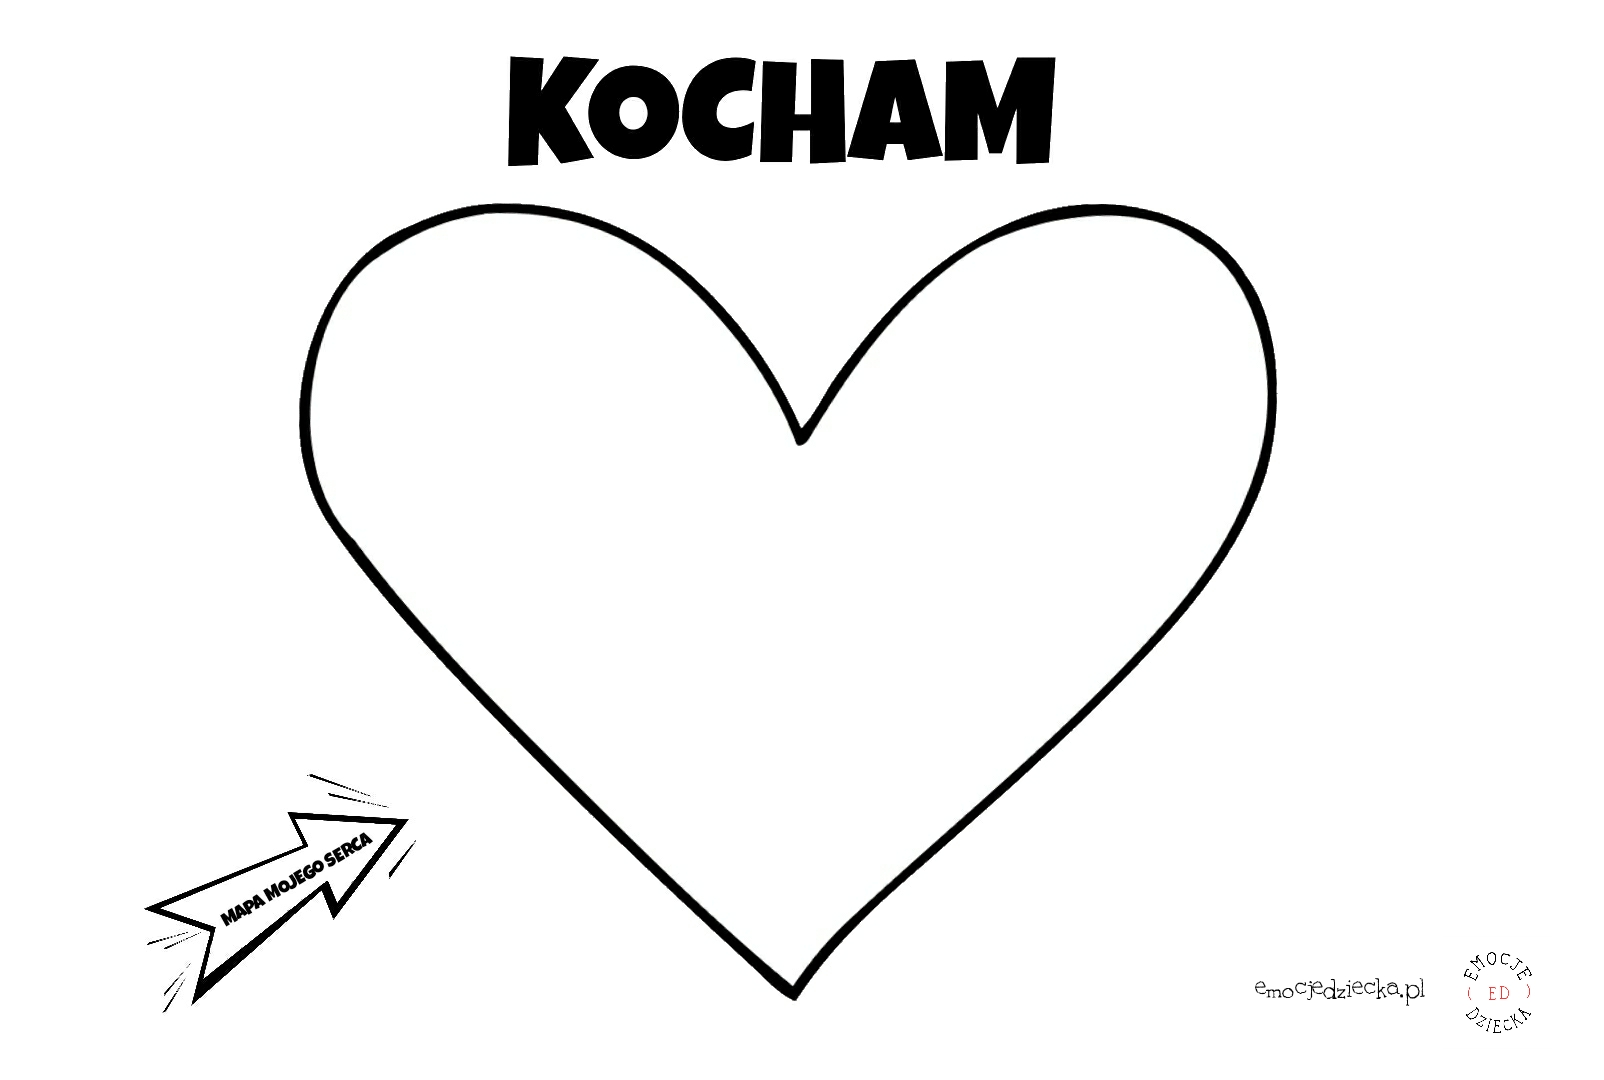 KOCHAM
MAPA MOJEGO SERCA
emocjedziecka.pl
EMOCJE
( ED )
DZIECKA